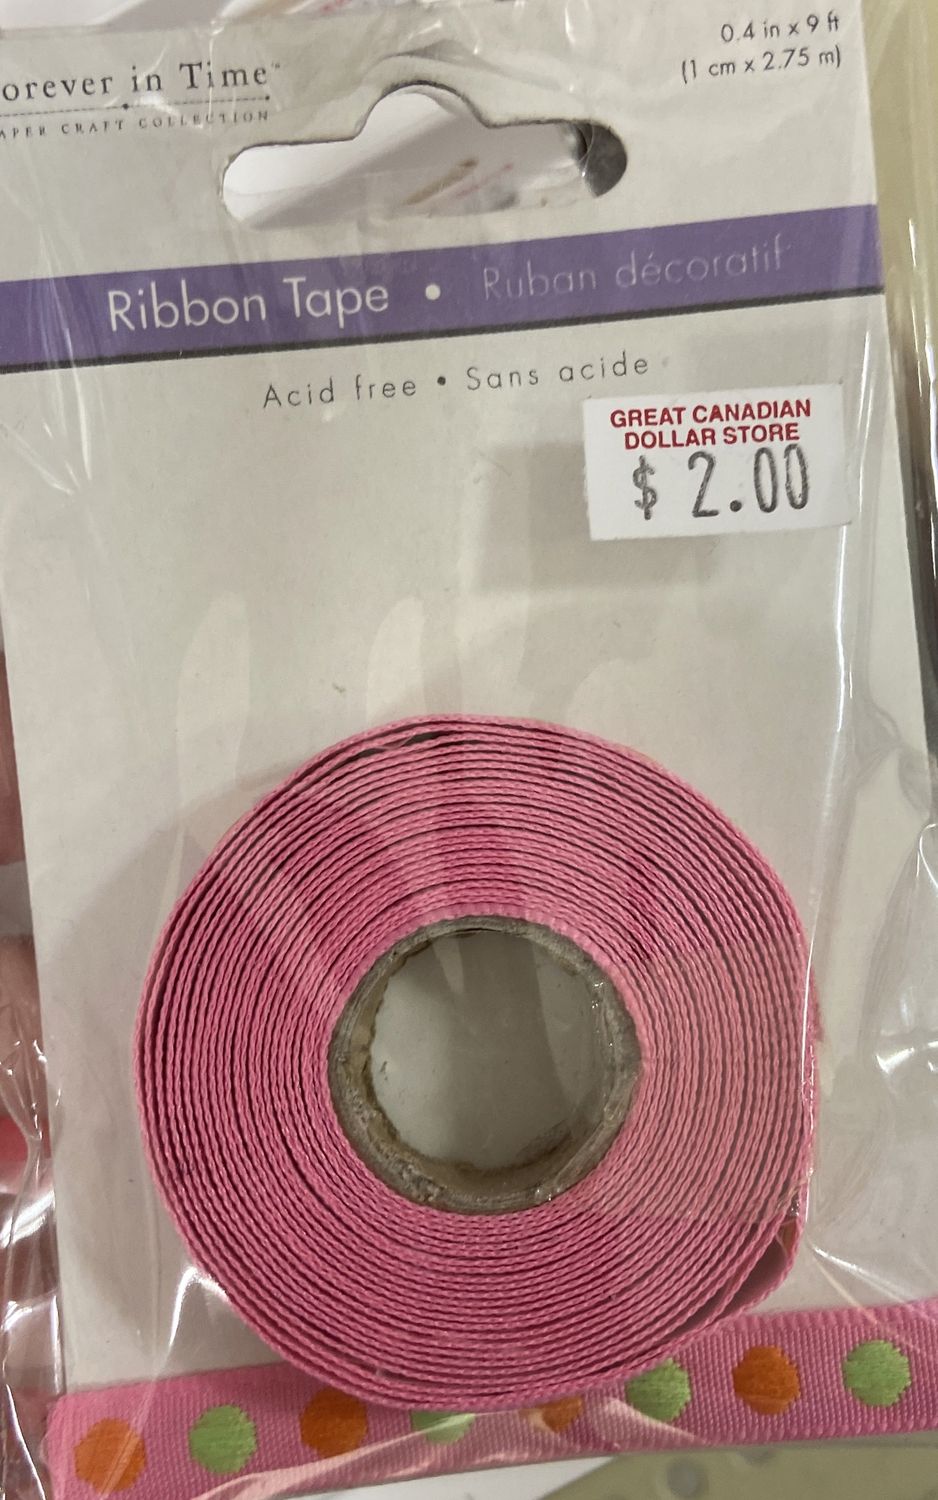 orever in Time™
APER CRAFT COLLECTION
0.4 in x 9 ft
(1 cm x 2.75 m)
Ribbon Tape • Ruban décoratif
Acid free • Sans acide
GREAT CANADIAN
DOLLAR STORE
$ 2.00